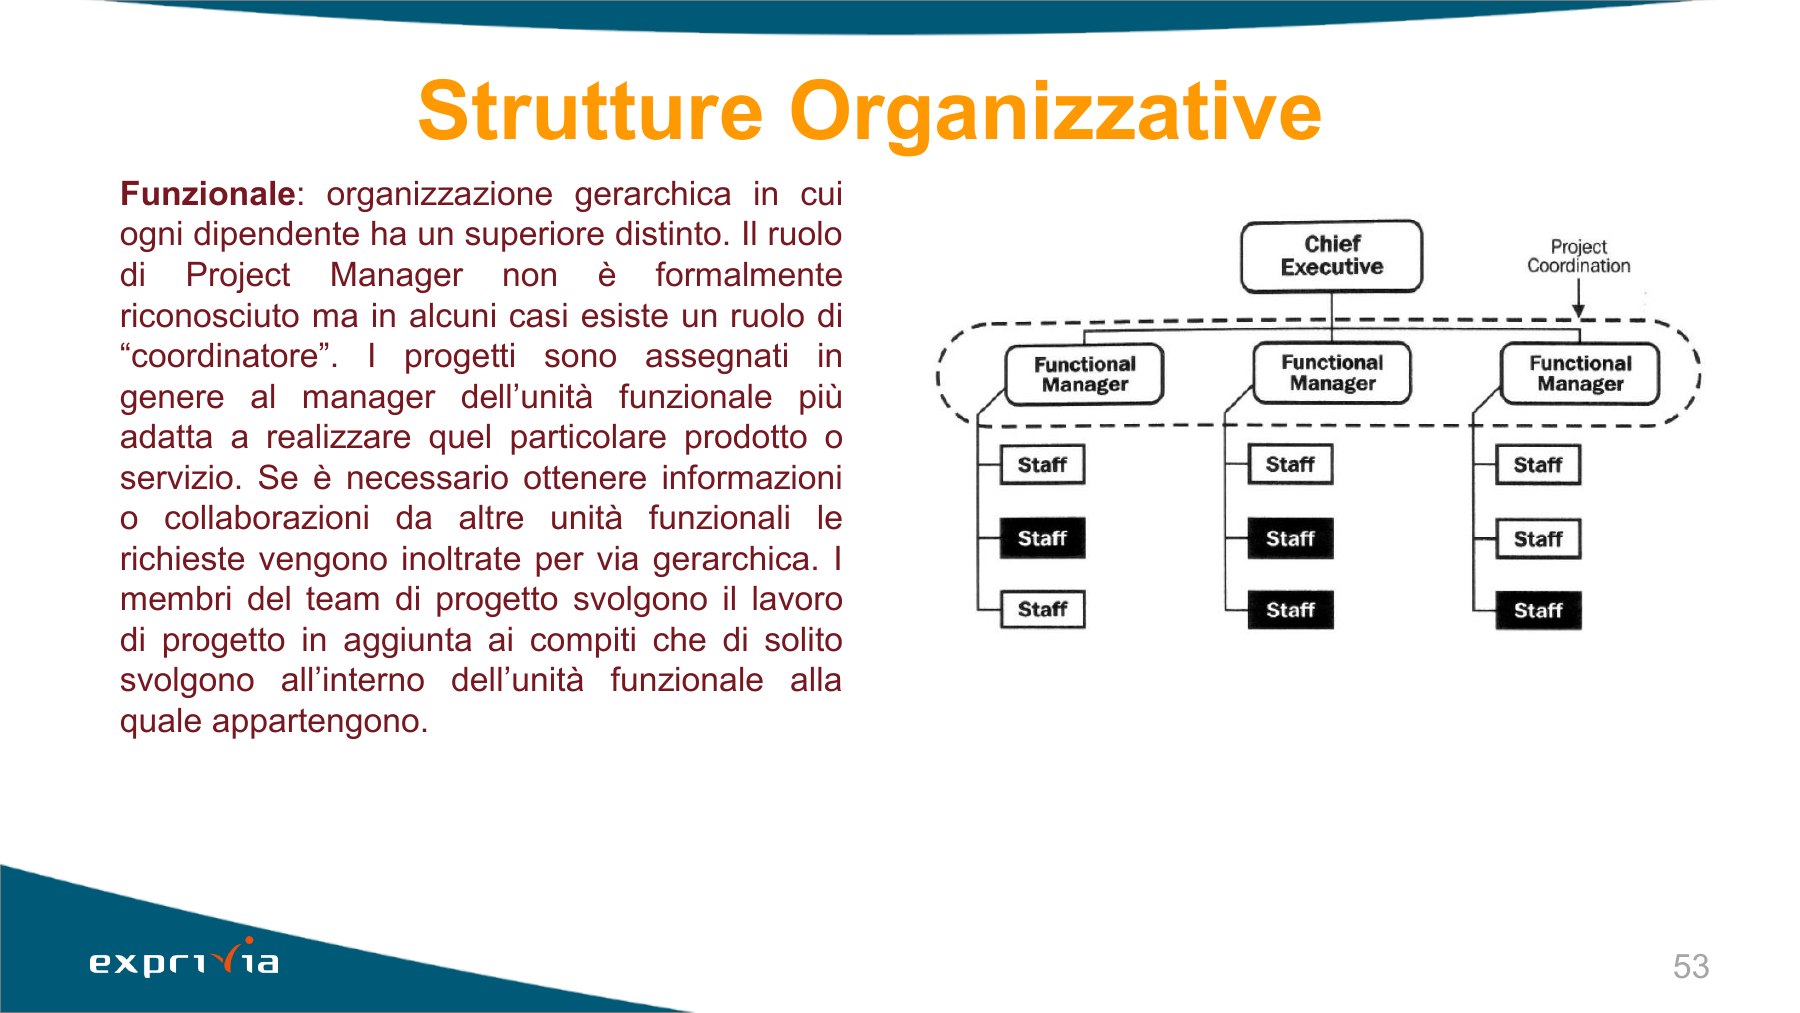 Strutture Organizzative
Funzionale: organizzazione gerarchica in cui
ogni dipendente ha un superiore distinto. Il ruolo
di Project Manager non è formalmente
riconosciuto ma in alcuni casi esiste un ruolo di
“coordinatore”. I progetti sono assegnati in
genere al manager dell’unità funzionale più
adatta a realizzare quel particolare prodotto o
servizio. Se è necessario ottenere informazioni
o collaborazioni da altre unità funzionali le
richieste vengono inoltrate per via gerarchica. I
membri del team di progetto svolgono il lavoro
di progetto in aggiunta ai compiti che di solito
svolgono all’interno dell’unità funzionale alla
quale appartengono.
Chief
Executive
Project
Coordination
Functional
Manager
Functional
Manager
Functional
Manager
Staff
Staff
Staff
Staff
Staff
Staff
Staff
Staff
Staff
exprivia
53